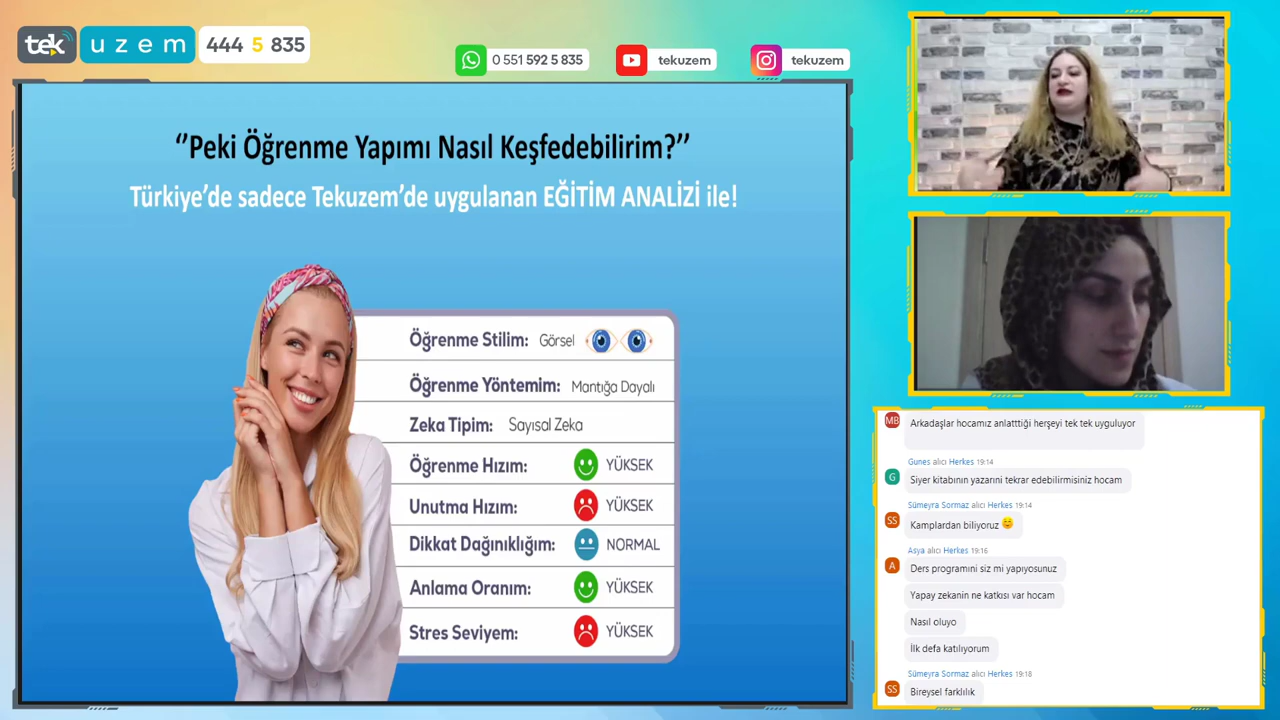 tek uzem 444 5 835
0 551 592 5 835 tekuzem tekuzem
‘’Peki Öğrenme Yapımı Nasıl Keşfedebilirim?’’
Türkiye’de sadece Tekuzem’de uygulanan EĞİTİM ANALİZİ ile!
Öğrenme Stilim: Görsel
Öğrenme Yöntemim: Mantığa Dayalı
Zeka Tipim: Sayısal Zeka
Öğrenme Hızım: YÜKSEK
Unutma Hızım: YÜKSEK
Dikkat Dağınıklığım: NORMAL
Anlama Oranım: YÜKSEK
Stres Seviyem: YÜKSEK
MB Arkadaşlar hocamız anlatttiği herşeyi tek tek uyguluyor
Gunes alıcı Herkes 19:14
G Siyer kitabının yazarıni tekrar edebilirmisiniz hocam
Sümeyra Sormaz alıcı Herkes 19:14
SS Kamplardan biliyoruz
Asya alıcı Herkes 19:16
A Ders programıni siz mi yapıyosunuz
Yapay zekanin ne katkısı var hocam
Nasıl oluyo
İlk defa katılıyorum
Sümeyra Sormaz alıcı Herkes 19:18
SS Bireysel farklılık